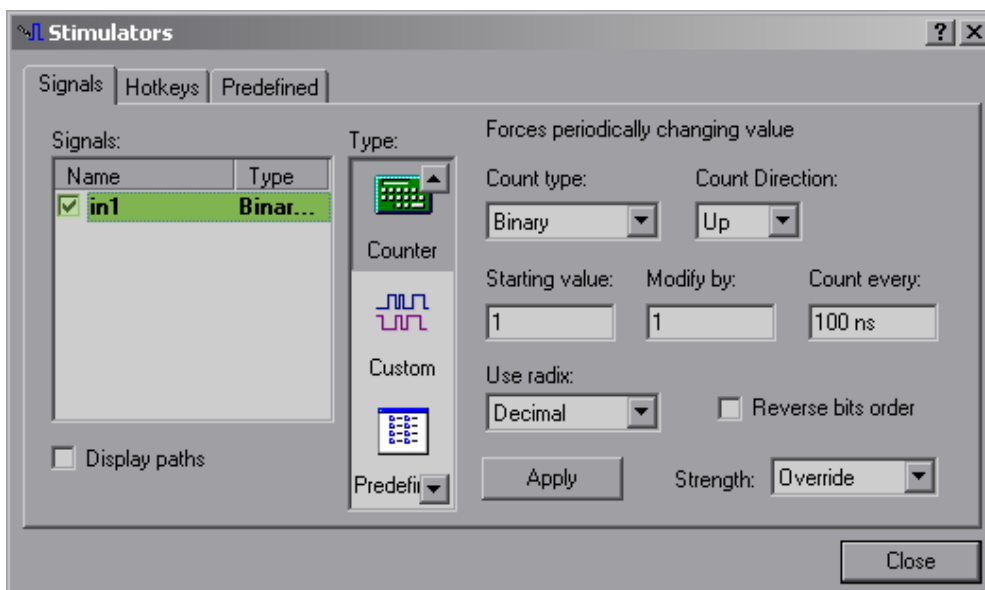 Stimulators
Signals Hotkeys Predefined
Signals:
Name Type
in1 Binar...
Display paths
Type:
Counter
Custom
Predefi
Forces periodically changing value
Count type: Count Direction:
Binary Up
Starting value: Modify by: Count every:
1 1 100 ns
Use radix:
Decimal Reverse bits order
Apply Strength: Override
Close